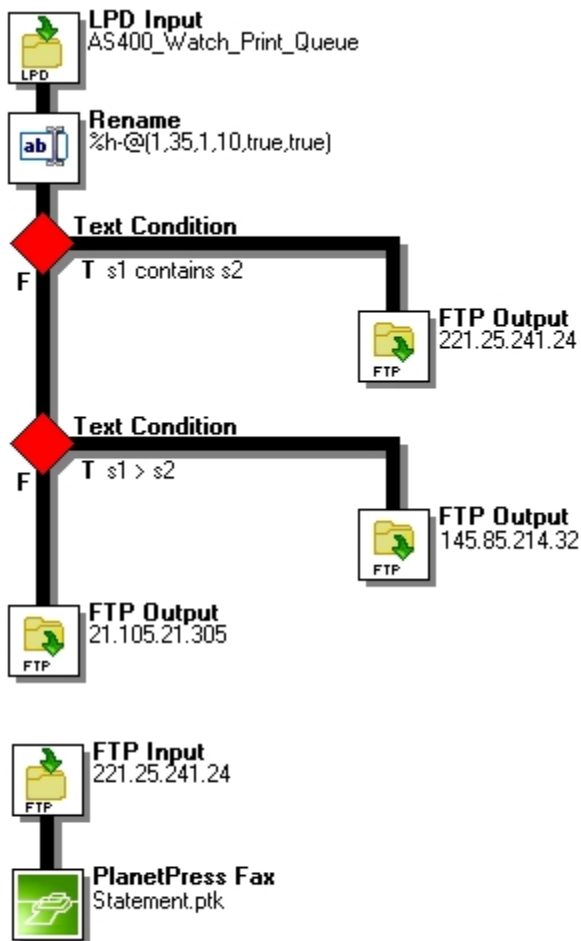 LPD Input
AS400_Watch_Print_Queue
LPD
Rename
%h-@(1,35,1,10,true,true)
ab
Text Condition
F
T s1 contains s2
FTP Output
221.25.241.24
FTP
Text Condition
F
T s1 > s2
FTP Output
145.85.214.32
FTP
FTP Output
21.105.21.305
FTP
FTP Input
221.25.241.24
FTP
PlanetPress Fax
Statement.ptk